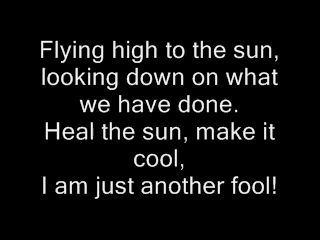 Flying high to the sun,
looking down on what
we have done.
Heal the sun, make it
cool,
I am just another fool!